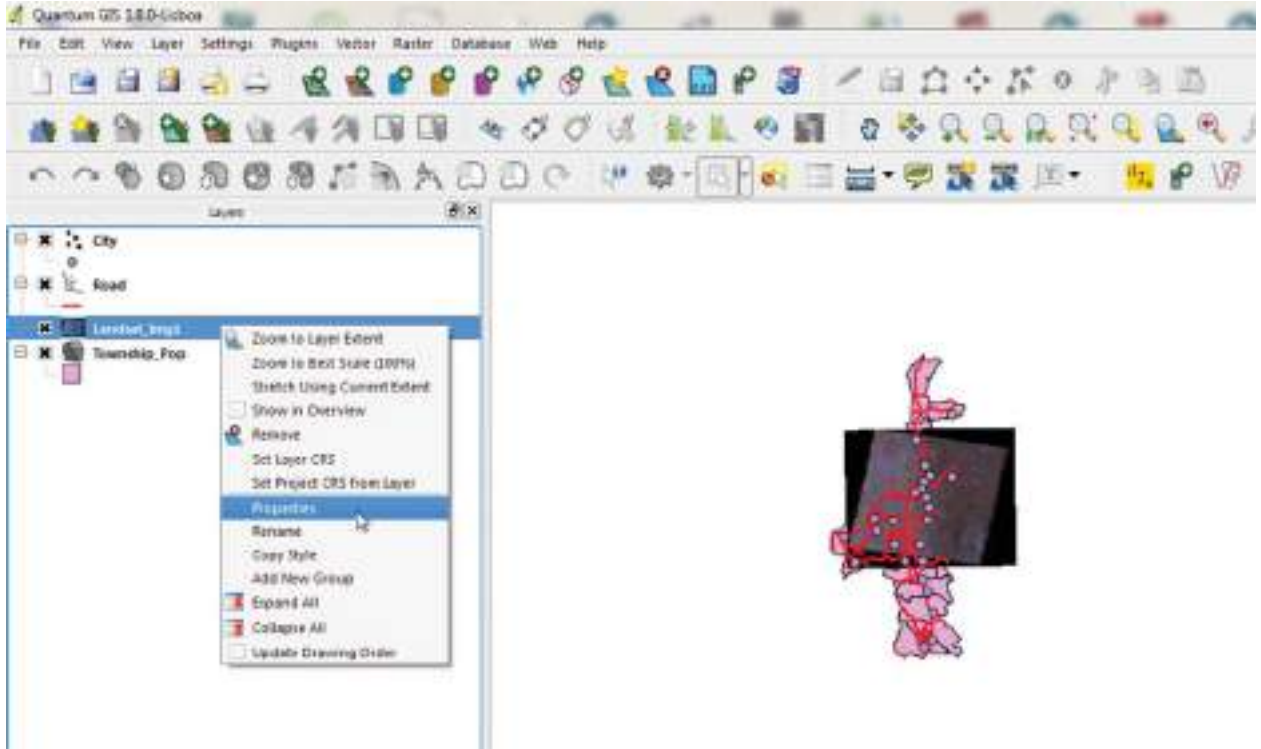 Quantum GIS 1.8.0-Lisboa
File Edit View Layer Settings Plugins Vector Raster Database Web Help
Layers
City
Road
Township_Pop
Zoom to Layer Extent
Zoom to Best Scale (100%)
Stretch Using Current Extent
Show in Overview
Remove
Set Layer CRS
Set Project CRS from Layer
Properties
Rename
Copy Style
Add New Group
Expand All
Collapse All
Update Drawing Order